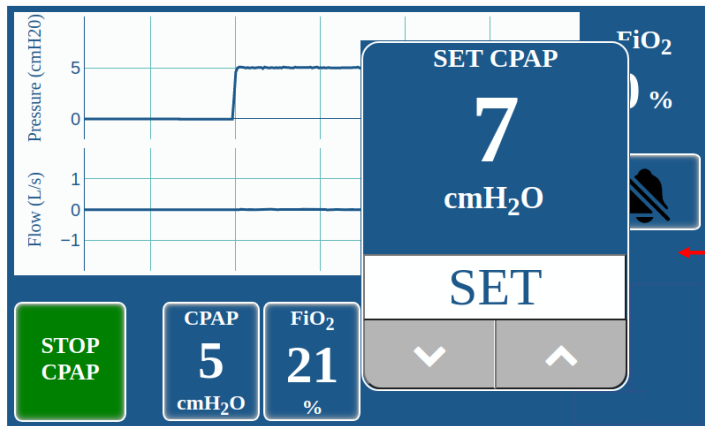 Pressure (cmH20)
5
0
Flow (L/s)
1
0
−1
SET CPAP
7
cmH₂O
SET
FiO₂
%
STOP
CPAP
CPAP
5
cmH₂O
FiO₂
21
%